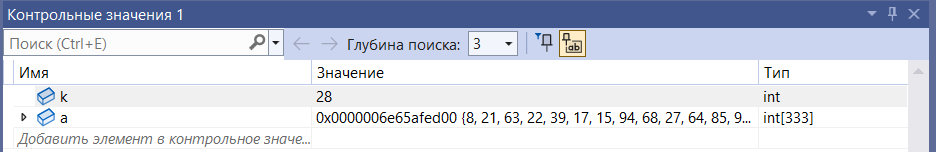 Контрольные значения 1
Поиск (Ctrl+E) Глубина поиска: 3
Имя Значение Тип
k 28 int
a 0x0000006e65afed00 {8, 21, 63, 22, 39, 17, 15, 94, 68, 27, 64, 85, 9... int[333]
Добавить элемент в контрольное значе...